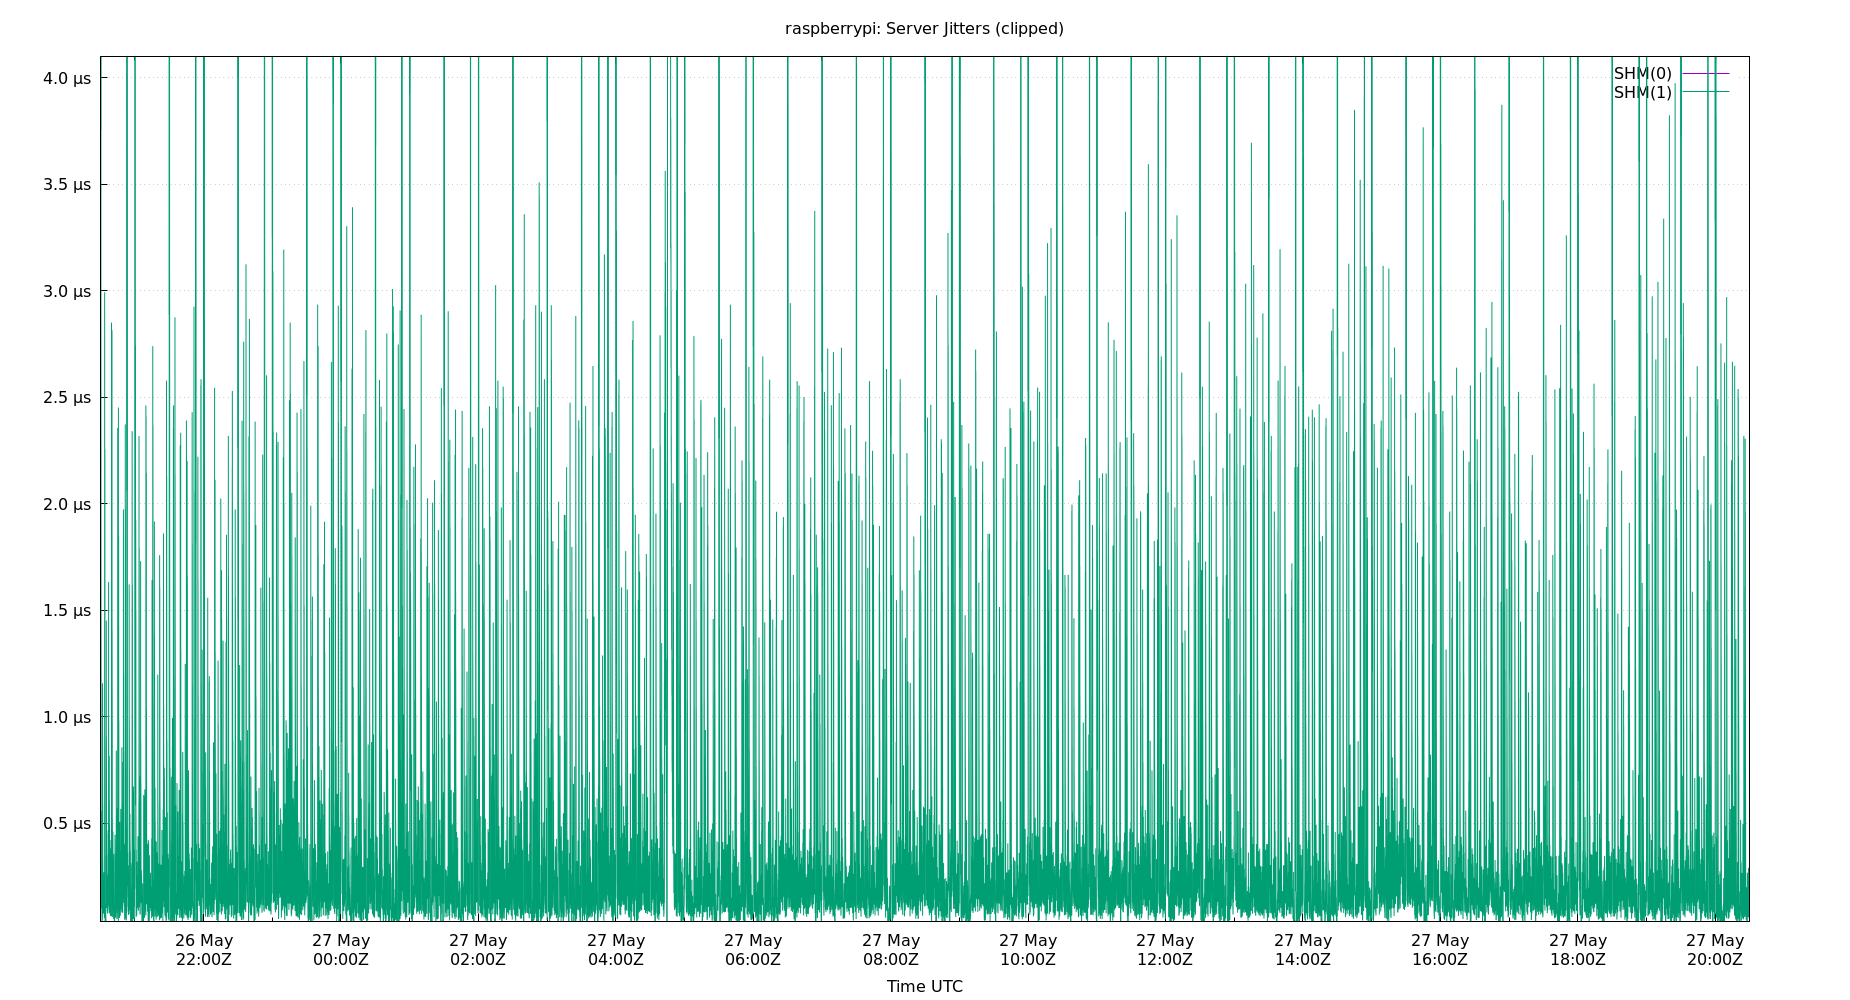 raspberrypi: Server Jitters (clipped)
4.0 µs
3.5 µs
3.0 µs
2.5 µs
2.0 µs
1.5 µs
1.0 µs
0.5 µs
SHM(0)
SHM(1)
26 May 27 May 27 May 27 May 27 May 27 May 27 May 27 May 27 May 27 May 27 May 27 May
22:00Z 00:00Z 02:00Z 04:00Z 06:00Z 08:00Z 10:00Z 12:00Z 14:00Z 16:00Z 18:00Z 20:00Z
Time UTC